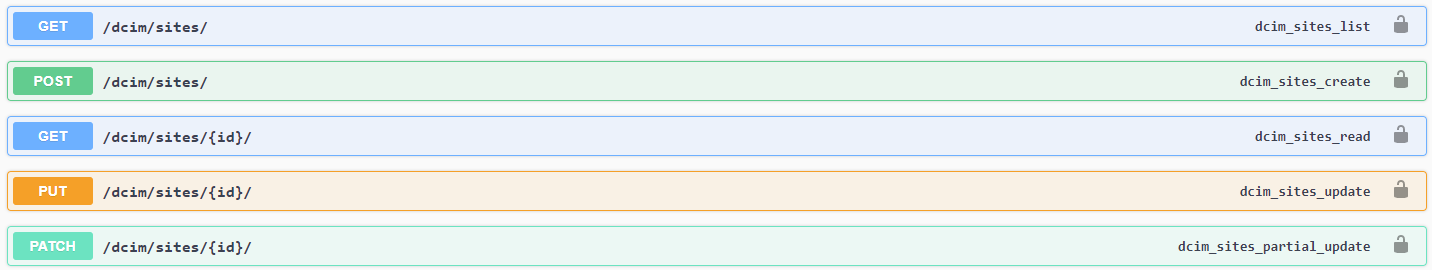 GET /dcim/sites/ dcim_sites_list
POST /dcim/sites/ dcim_sites_create
GET /dcim/sites/{id}/ dcim_sites_read
PUT /dcim/sites/{id}/ dcim_sites_update
PATCH /dcim/sites/{id}/ dcim_sites_partial_update